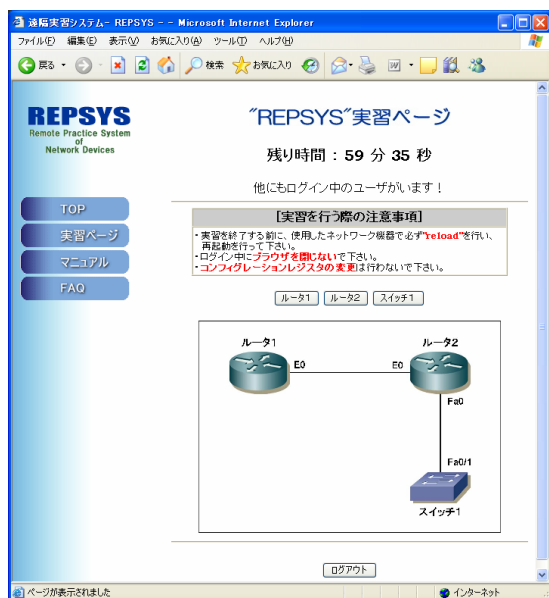 遠隔実習システム- REPSYS - - Microsoft Internet Explorer
ファイル(F) 編集(E) 表示(V) お気に入り(A) ツール(T) ヘルプ(H)
戻る 検索 お気に入り
REPSYS
Remote Practice System
of
Network Devices
TOP
実習ページ
マニュアル
FAQ
"REPSYS"実習ページ
残り時間 : 59 分 35 秒
他にもログイン中のユーザがいます!
[実習を行う際の注意事項]
・実習を終了する前に、使用したネットワーク機器で必ず"reload"を行い、
再起動を行って下さい。
・ログイン中にブラウザを閉じないで下さい。
・コンフィグレーションレジスタの変更は行わないで下さい。
ルータ1 ルータ2 スイッチ1
ルータ1 ルータ2
E0 E0
Fa0
Fa0/1
スイッチ1
ログアウト
ページが表示されました インターネット